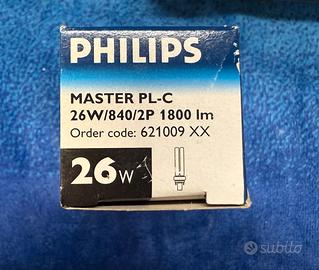 PHILIPS
MASTER PL-C
26W/840/2P 1800 lm
Order code: 621009 XX
26W
subito